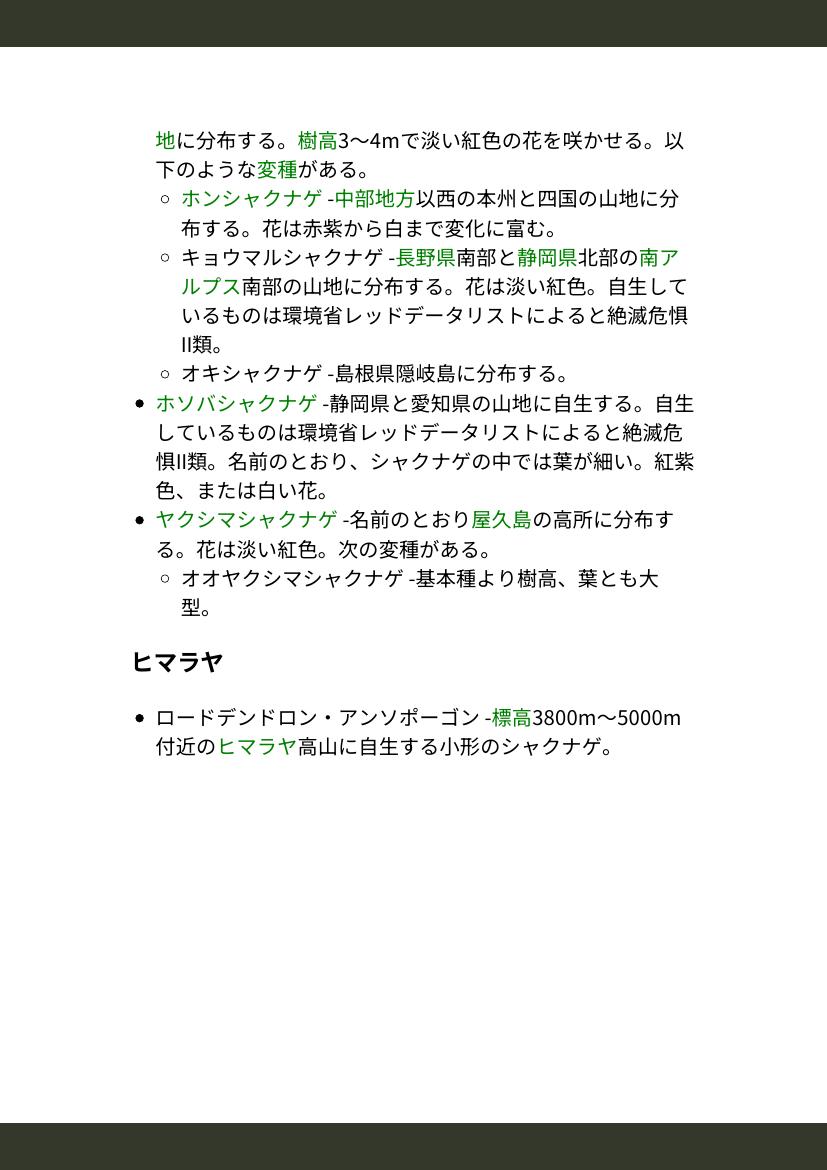 地に分布する。樹高3〜4mで淡い紅色の花を咲かせる。以
下のような変種がある。
ホンシャクナゲ -中部地方以西の本州と四国の山地に分
布する。花は赤紫から白まで変化に富む。
キョウマルシャクナゲ -長野県南部と静岡県北部の南ア
ルプス南部の山地に分布する。花は淡い紅色。自生して
いるものは環境省レッドデータリストによると絶滅危惧
II類。
オキシャクナゲ -島根県隠岐島に分布する。
ホソバシャクナゲ -静岡県と愛知県の山地に自生する。自生
しているものは環境省レッドデータリストによると絶滅危
惧II類。名前のとおり、シャクナゲの中では葉が細い。紅紫
色、または白い花。
ヤクシマシャクナゲ -名前のとおり屋久島の高所に分布す
る。花は淡い紅色。次の変種がある。
オオヤクシマシャクナゲ -基本種より樹高、葉とも大
型。
ヒマラヤ
ロードデンドロン・アンソポーゴン -標高3800m〜5000m
付近のヒマラヤ高山に自生する小形のシャクナゲ。